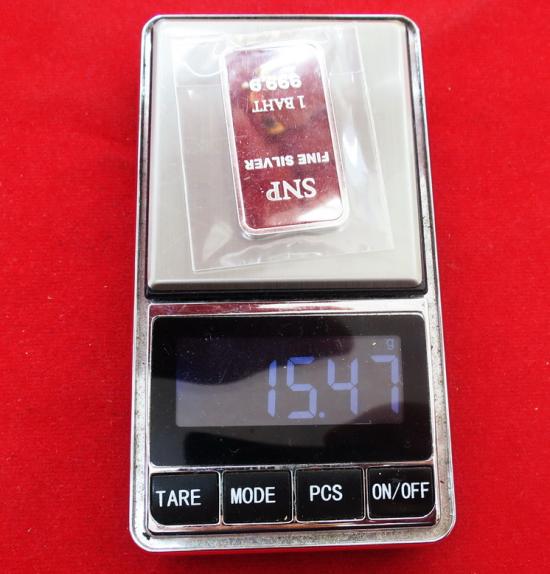 SNP
FINE SILVER
1 BAHT
999.9
g
15.47
TARE MODE PCS ON/OFF